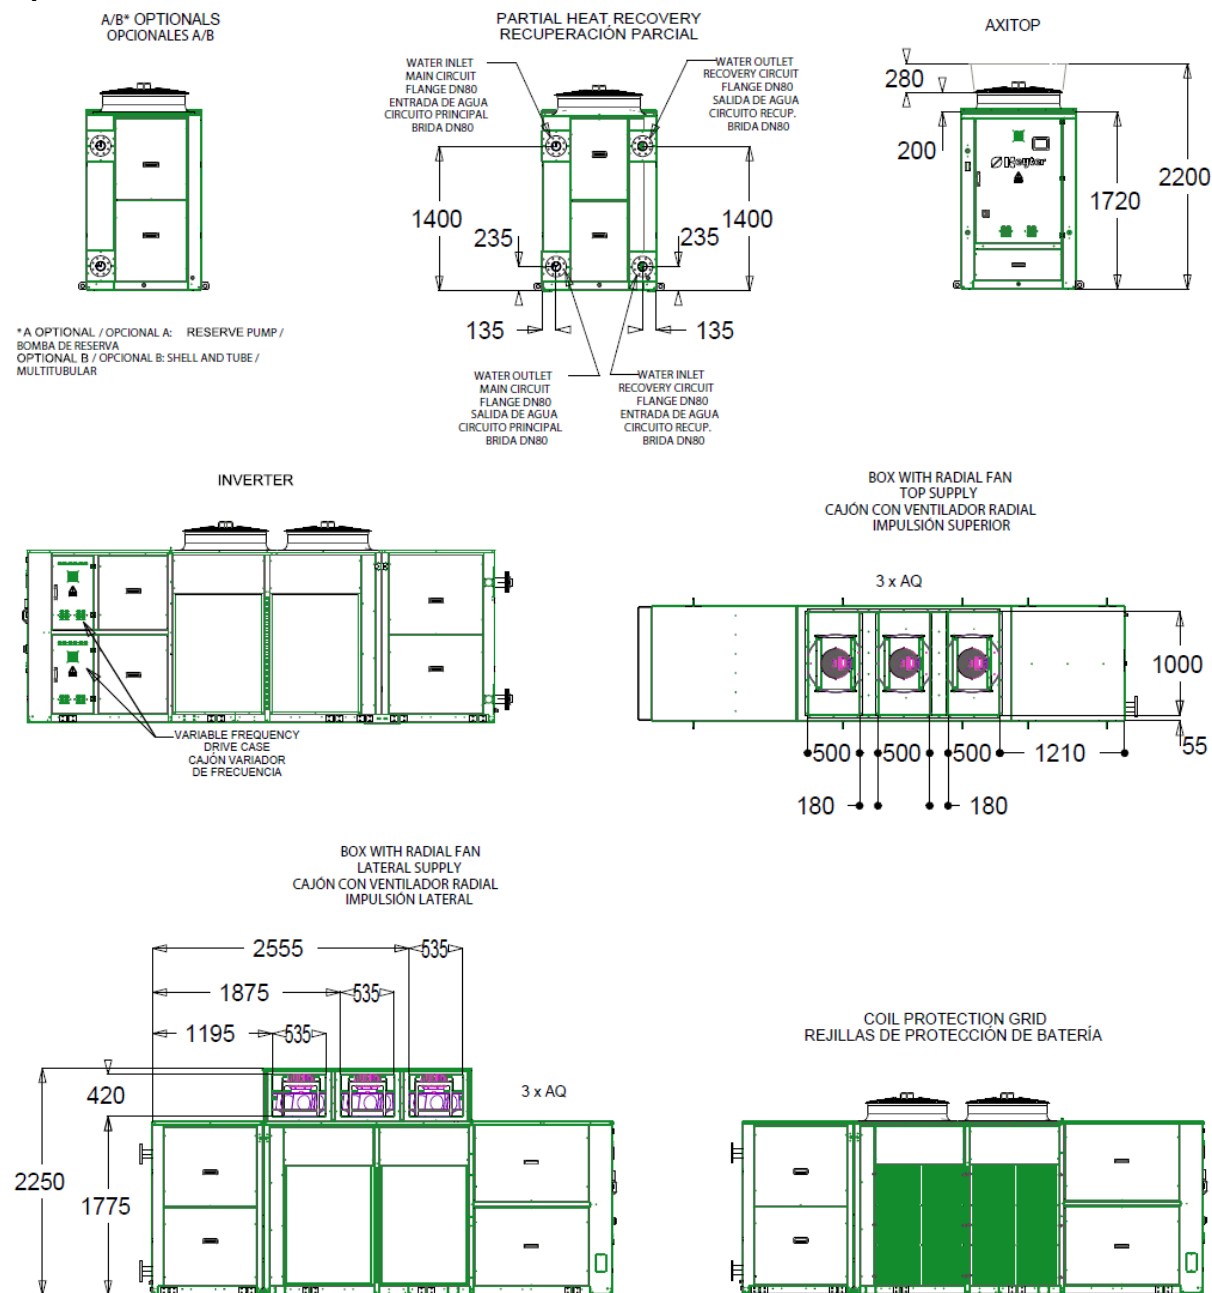 A/B* OPTIONALS
OPCIONALES A/B
*A OPTIONAL / OPCIONAL A: RESERVE PUMP /
BOMBA DE RESERVA
OPTIONAL B / OPCIONAL B: SHELL AND TUBE /
MULTITUBULAR
PARTIAL HEAT RECOVERY
RECUPERACIÓN PARCIAL
WATER INLET
MAIN CIRCUIT
FLANGE DN80
ENTRADA DE AGUA
CIRCUITO PRINCIPAL
BRIDA DN80
WATER OUTLET
RECOVERY CIRCUIT
FLANGE DN80
SALIDA DE AGUA
CIRCUITO RECUP.
BRIDA DN80
1400
235
235
1400
135
135
WATER OUTLET
MAIN CIRCUIT
FLANGE DN80
SALIDA DE AGUA
CIRCUITO PRINCIPAL
BRIDA DN80
WATER INLET
RECOVERY CIRCUIT
FLANGE DN80
ENTRADA DE AGUA
CIRCUITO RECUP.
BRIDA DN80
AXITOP
280
200
Keyter
1720
2200
INVERTER
VARIABLE FREQUENCY
DRIVE CASE
CAJÓN VARIADOR
DE FRECUENCIA
BOX WITH RADIAL FAN
TOP SUPPLY
CAJÓN CON VENTILADOR RADIAL
IMPULSIÓN SUPERIOR
3 x AQ
1000
55
500
500
500
1210
180
180
BOX WITH RADIAL FAN
LATERAL SUPPLY
CAJÓN CON VENTILADOR RADIAL
IMPULSIÓN LATERAL
2555
535
1875
535
1195
535
420
3 x AQ
2250
1775
COIL PROTECTION GRID
REJILLAS DE PROTECCIÓN DE BATERÍA